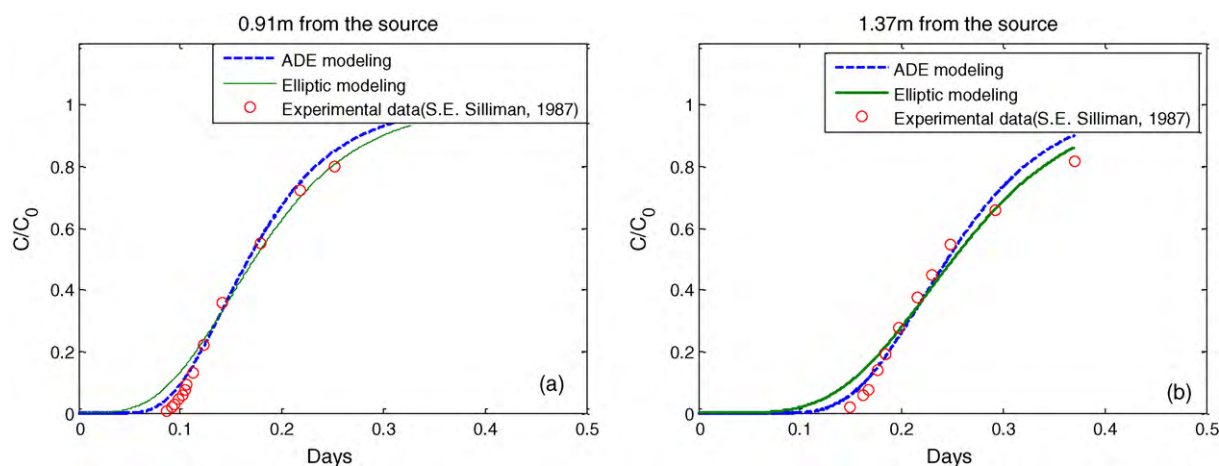 0.91m from the source
ADE modeling
Elliptic modeling
Experimental data(S.E. Silliman, 1987)
C/C0
1
0.8
0.6
0.4
0.2
0
(a)
0
0.1
0.2
0.3
0.4
0.5
Days
1.37m from the source
ADE modeling
Elliptic modeling
Experimental data(S.E. Silliman, 1987)
C/C0
1
0.8
0.6
0.4
0.2
0
(b)
0
0.1
0.2
0.3
0.4
0.5
Days